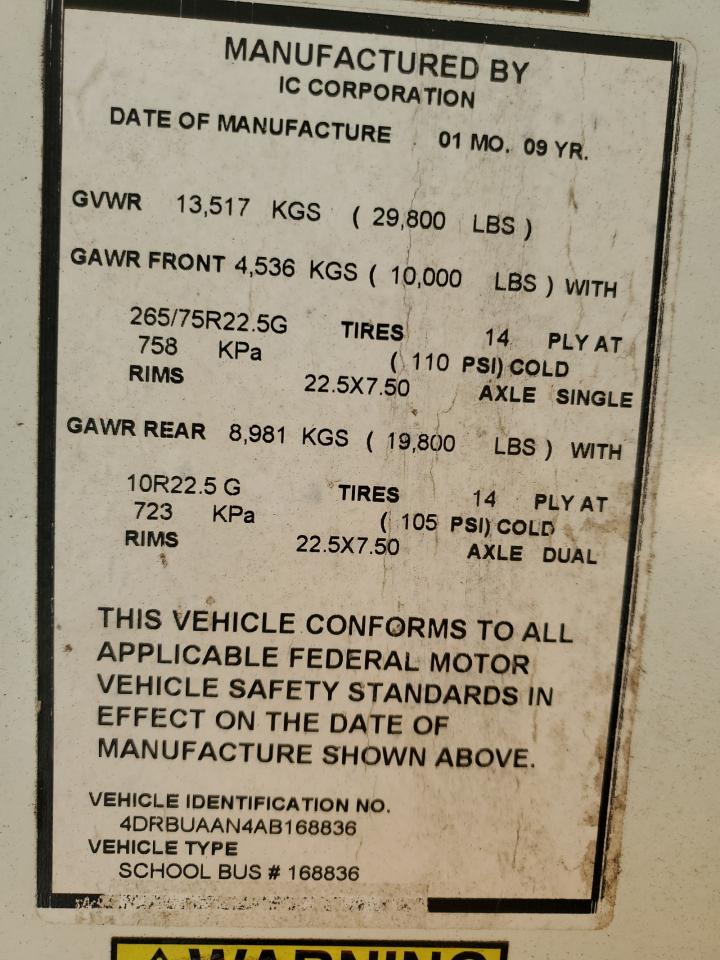 MANUFACTURED BY
IC CORPORATION
DATE OF MANUFACTURE 01 MO. 09 YR.
GVWR 13,517 KGS ( 29,800 LBS )
GAWR FRONT 4,536 KGS ( 10,000 LBS ) WITH
265/75R22.5G TIRES 14 PLY AT
758 KPa ( 110 PSI) COLD
RIMS 22.5X7.50 AXLE SINGLE
GAWR REAR 8,981 KGS ( 19,800 LBS ) WITH
10R22.5 G TIRES 14 PLY AT
723 KPa ( 105 PSI) COLD
RIMS 22.5X7.50 AXLE DUAL
THIS VEHICLE CONFORMS TO ALL
APPLICABLE FEDERAL MOTOR
VEHICLE SAFETY STANDARDS IN
EFFECT ON THE DATE OF
MANUFACTURE SHOWN ABOVE.
VEHICLE IDENTIFICATION NO.
4DRBUAAN4AB168836
VEHICLE TYPE
SCHOOL BUS # 168836
WARNING